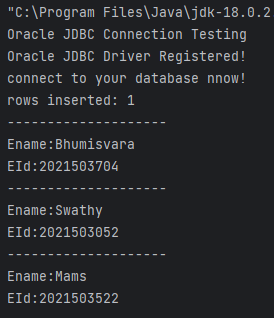 "C:\Program Files\Java\jdk-18.0.2
Oracle JDBC Connection Testing
Oracle JDBC Driver Registered!
connect to your database nnow!
rows inserted: 1
--------------------
Ename:Bhumisvara
EId:2021503704
--------------------
Ename:Swathy
EId:2021503052
--------------------
Ename:Mams
EId:2021503522